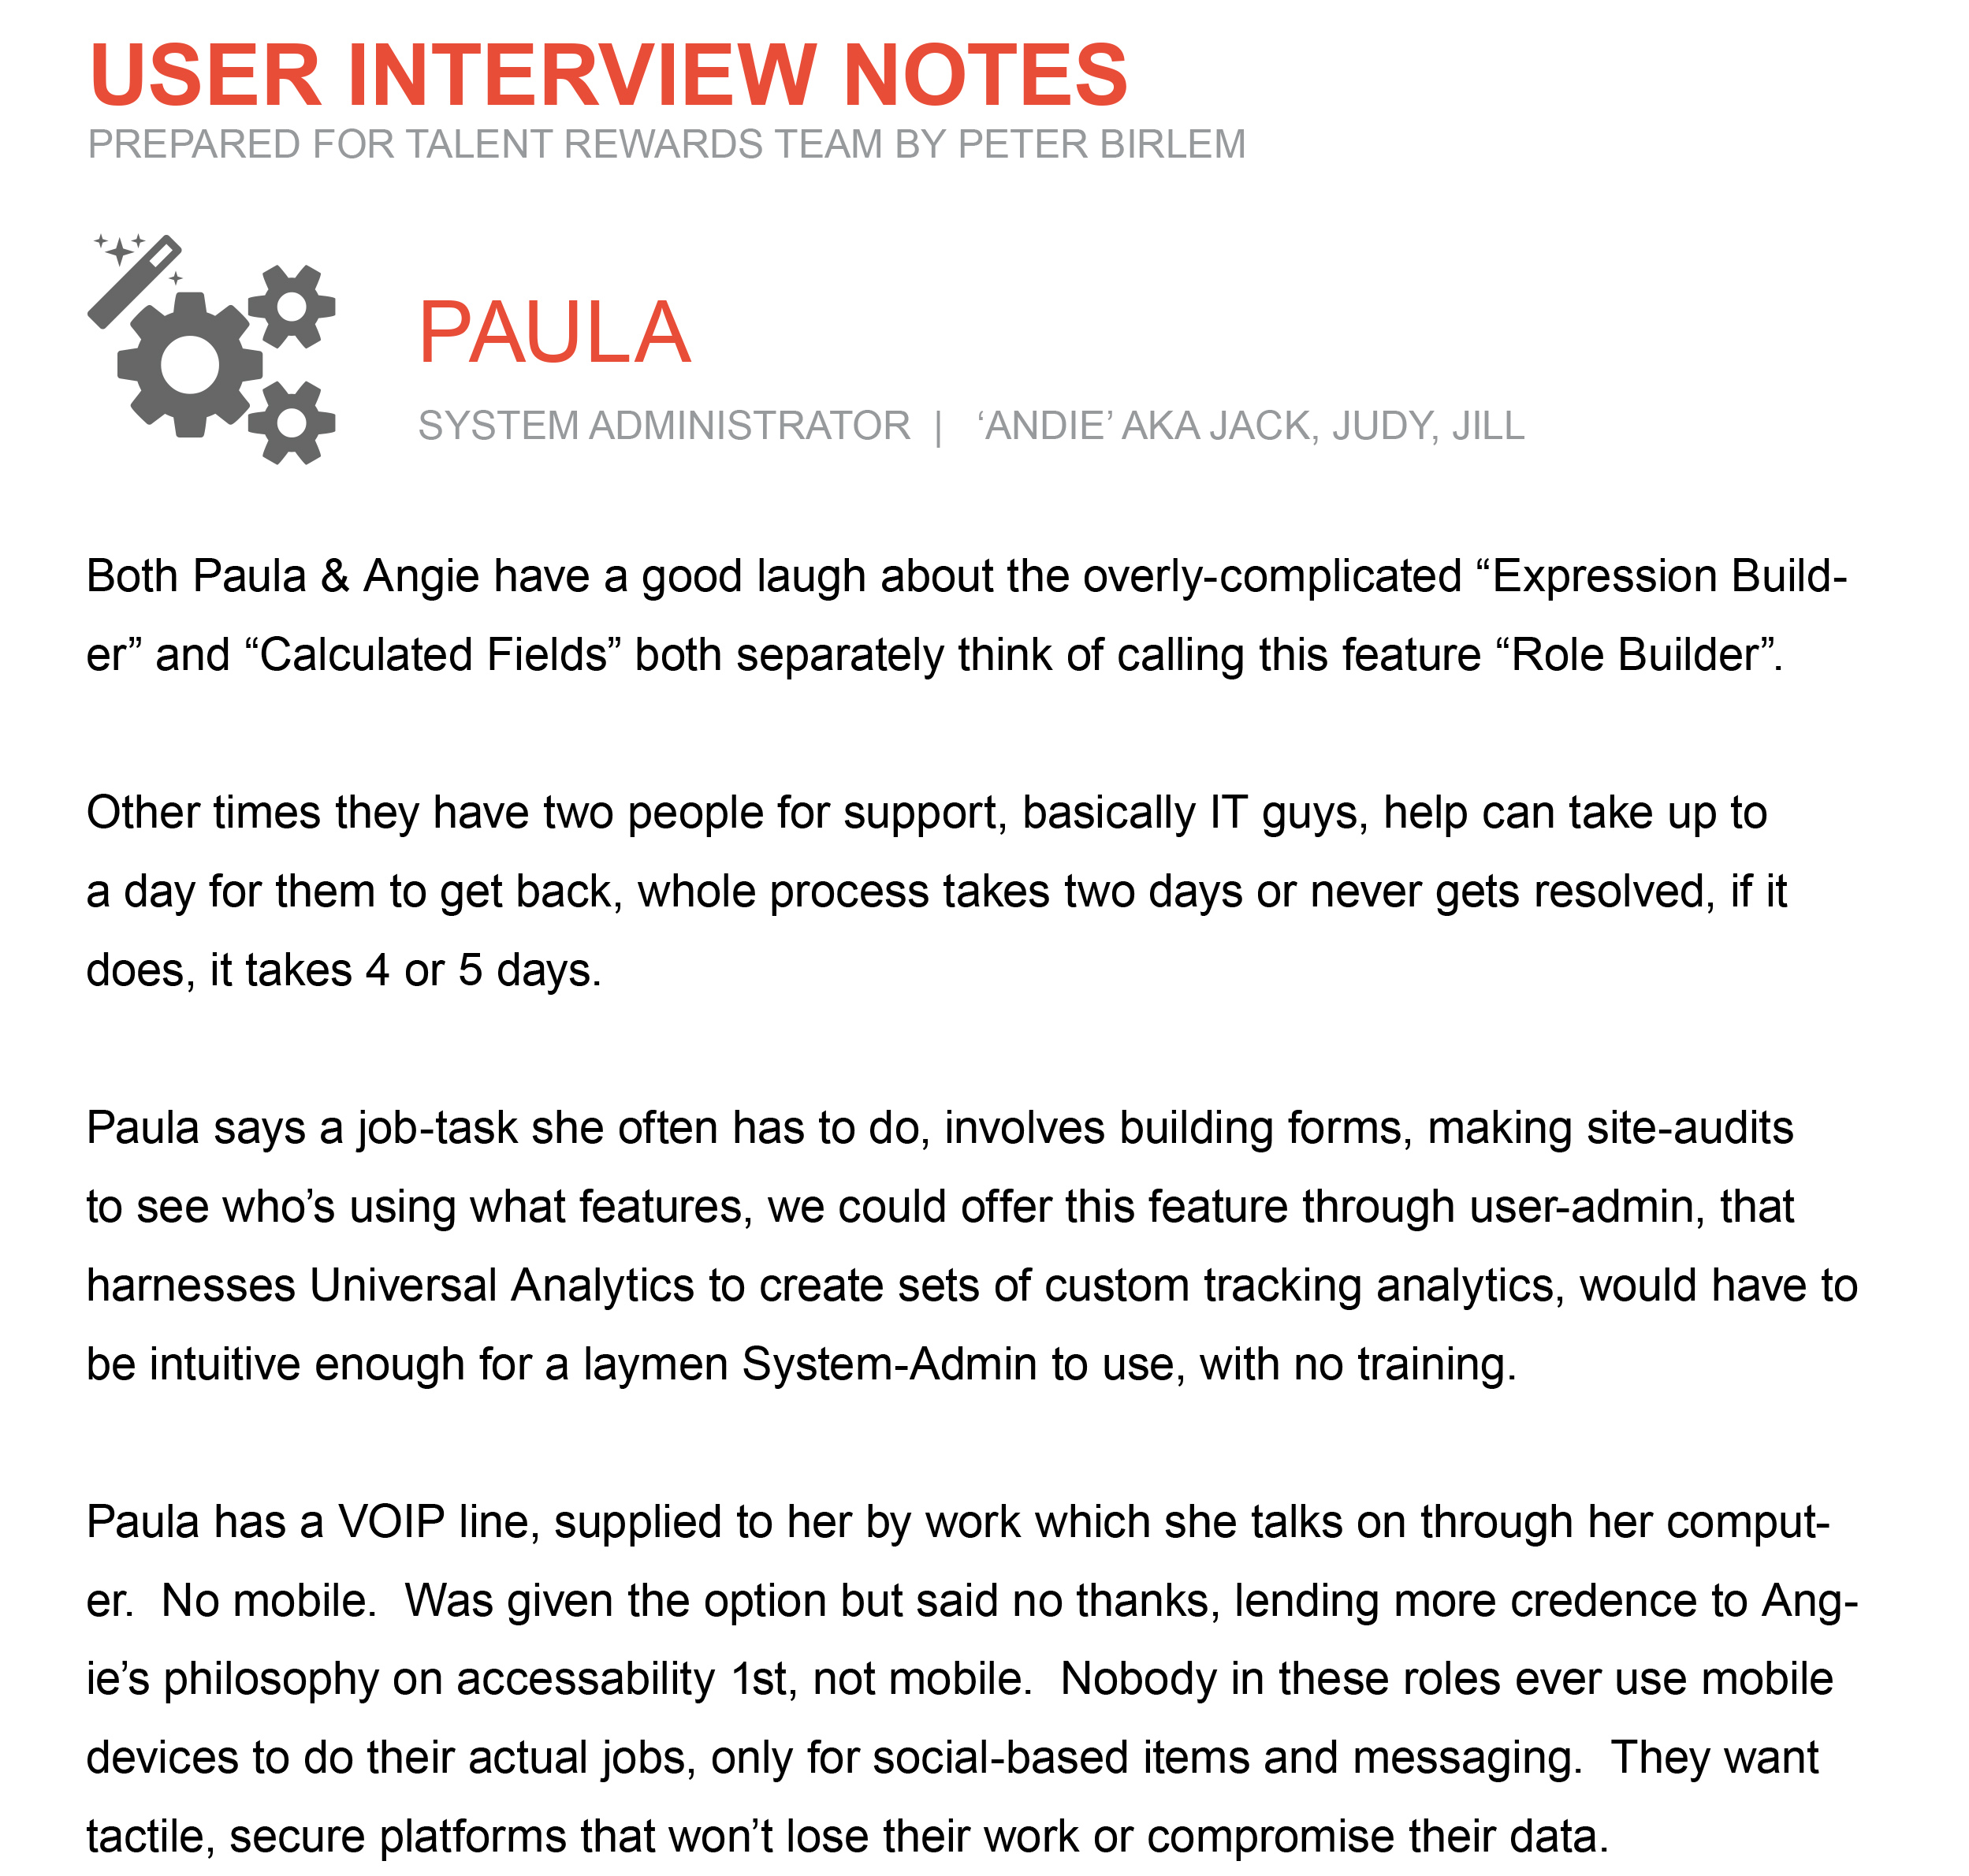 USER INTERVIEW NOTES
PREPARED FOR TALENT REWARDS TEAM BY PETER BIRLEM
PAULA
SYSTEM ADMINISTRATOR | ‘ANDIE’ AKA JACK, JUDY, JILL
Both Paula & Angie have a good laugh about the overly-complicated “Expression Build-
er” and “Calculated Fields” both separately think of calling this feature “Role Builder”.
Other times they have two people for support, basically IT guys, help can take up to
a day for them to get back, whole process takes two days or never gets resolved, if it
does, it takes 4 or 5 days.
Paula says a job-task she often has to do, involves building forms, making site-audits
to see who’s using what features, we could offer this feature through user-admin, that
harnesses Universal Analytics to create sets of custom tracking analytics, would have to
be intuitive enough for a laymen System-Admin to use, with no training.
Paula has a VOIP line, supplied to her by work which she talks on through her comput-
er.  No mobile.  Was given the option but said no thanks, lending more credence to Ang-
ie’s philosophy on accessability 1st, not mobile.  Nobody in these roles ever use mobile
devices to do their actual jobs, only for social-based items and messaging.  They want
tactile, secure platforms that won’t lose their work or compromise their data.